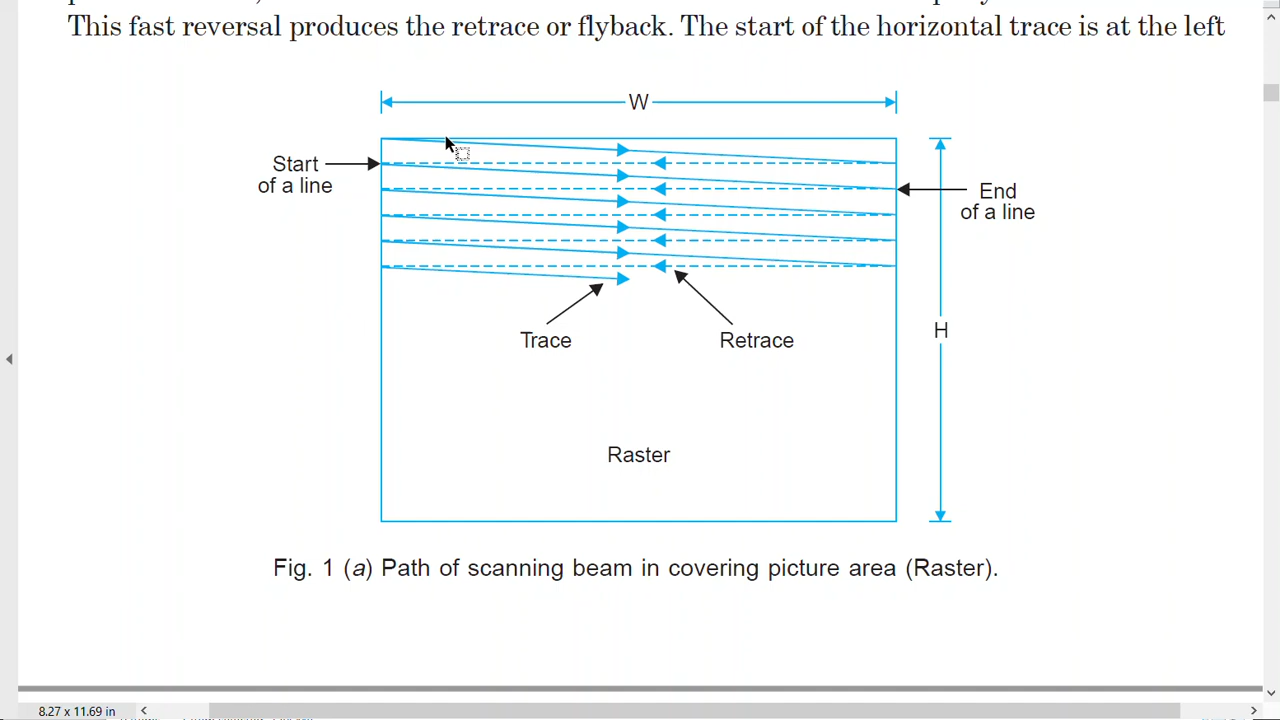 This fast reversal produces the retrace or flyback. The start of the horizontal trace is at the left
W
Start
of a line
End
of a line
Trace
Retrace
H
Raster
Fig. 1 (a) Path of scanning beam in covering picture area (Raster).
8.27 x 11.69 in